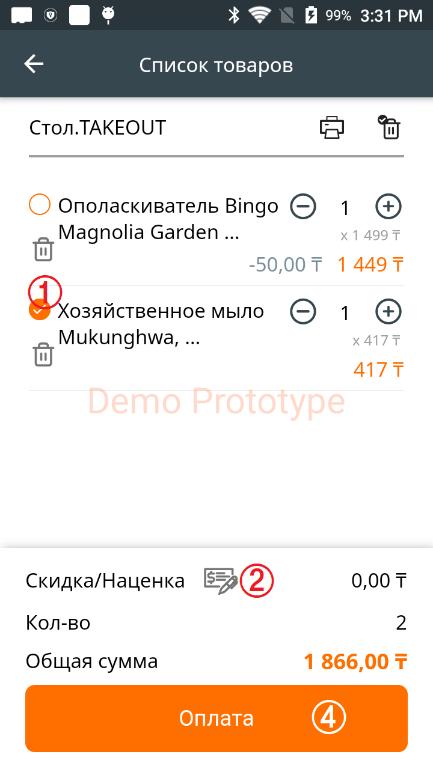 99% 3:31 PM
Список товаров
Стол.TAKEOUT
Ополаскиватель Bingo
Magnolia Garden ...
1
x 1 499 ₸
-50,00 ₸ 1 449 ₸
1
Хозяйственное мыло
Mukunghwa, ...
1
x 417 ₸
417 ₸
Demo Prototype
Скидка/Наценка 2 0,00 ₸
Кол-во 2
Общая сумма 1 866,00 ₸
Оплата 4